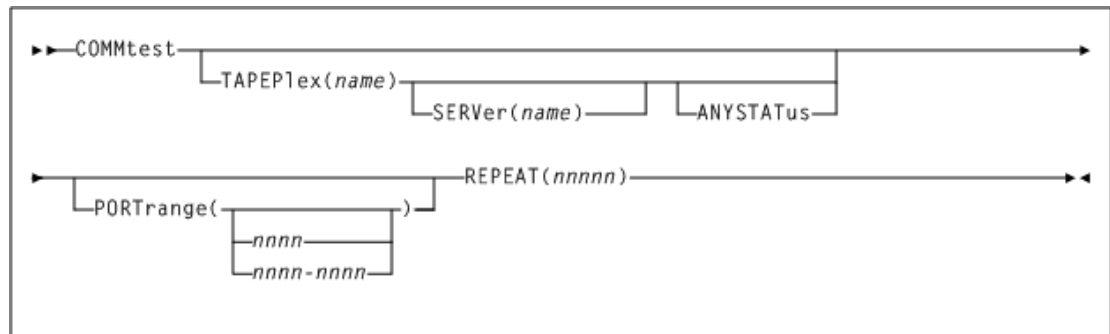 COMMtest
TAPEPlex(name)
SERVer(name)
ANYSTATus
REPEAT(nnnnn)
PORTrange( )
nnnn
nnnn-nnnn